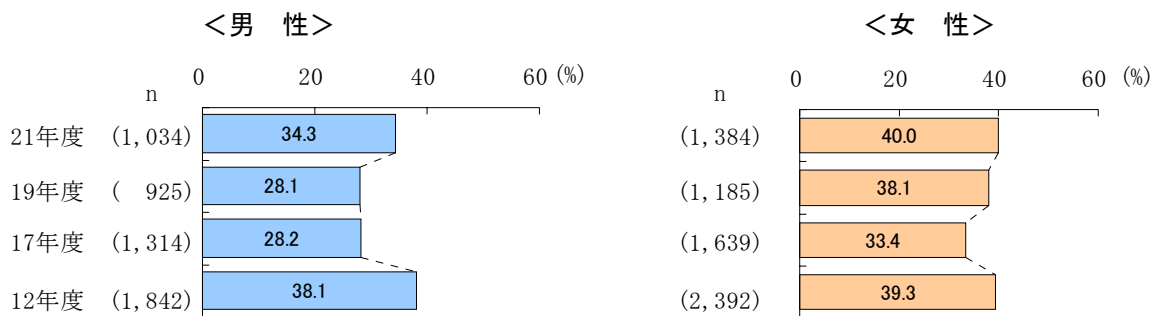 ＜男　性＞
＜女　性＞
0 20 40 60 (%)
0 20 40 60 (%)
n
n
21年度 (1,034) 34.3
(1,384) 40.0
19年度 (　925) 28.1
(1,185) 38.1
17年度 (1,314) 28.2
(1,639) 33.4
12年度 (1,842) 38.1
(2,392) 39.3